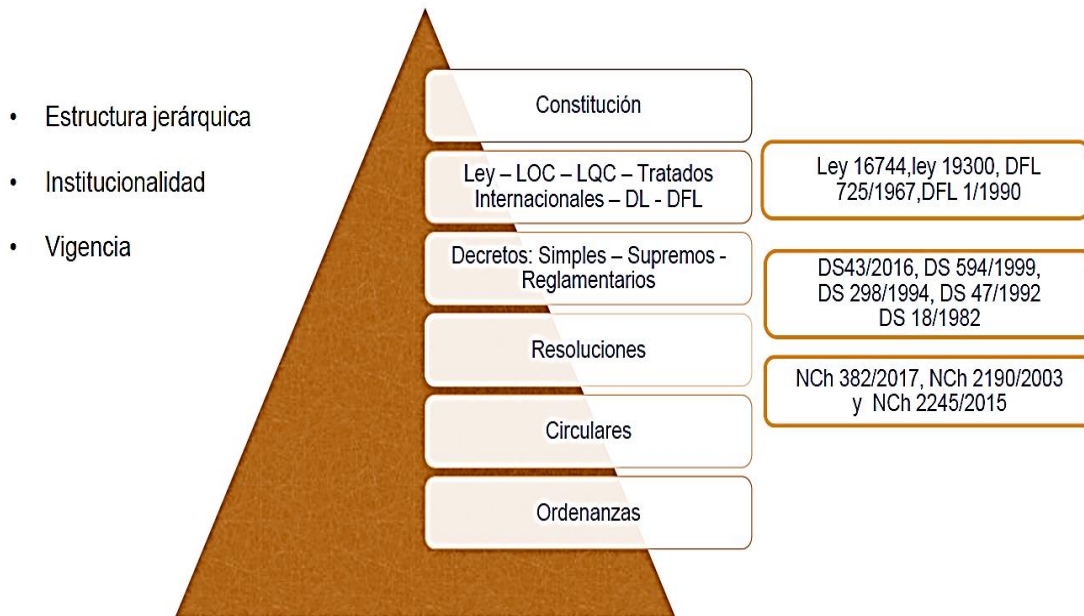 • Estructura jerárquica
• Institucionalidad
• Vigencia
Constitución
Ley – LOC – LQC – Tratados
Internacionales – DL - DFL
Decretos: Simples – Supremos -
Reglamentarios
Resoluciones
Circulares
Ordenanzas
Ley 16744,ley 19300, DFL
725/1967,DFL 1/1990
DS43/2016, DS 594/1999,
DS 298/1994, DS 47/1992
DS 18/1982
NCh 382/2017, NCh 2190/2003
y NCh 2245/2015